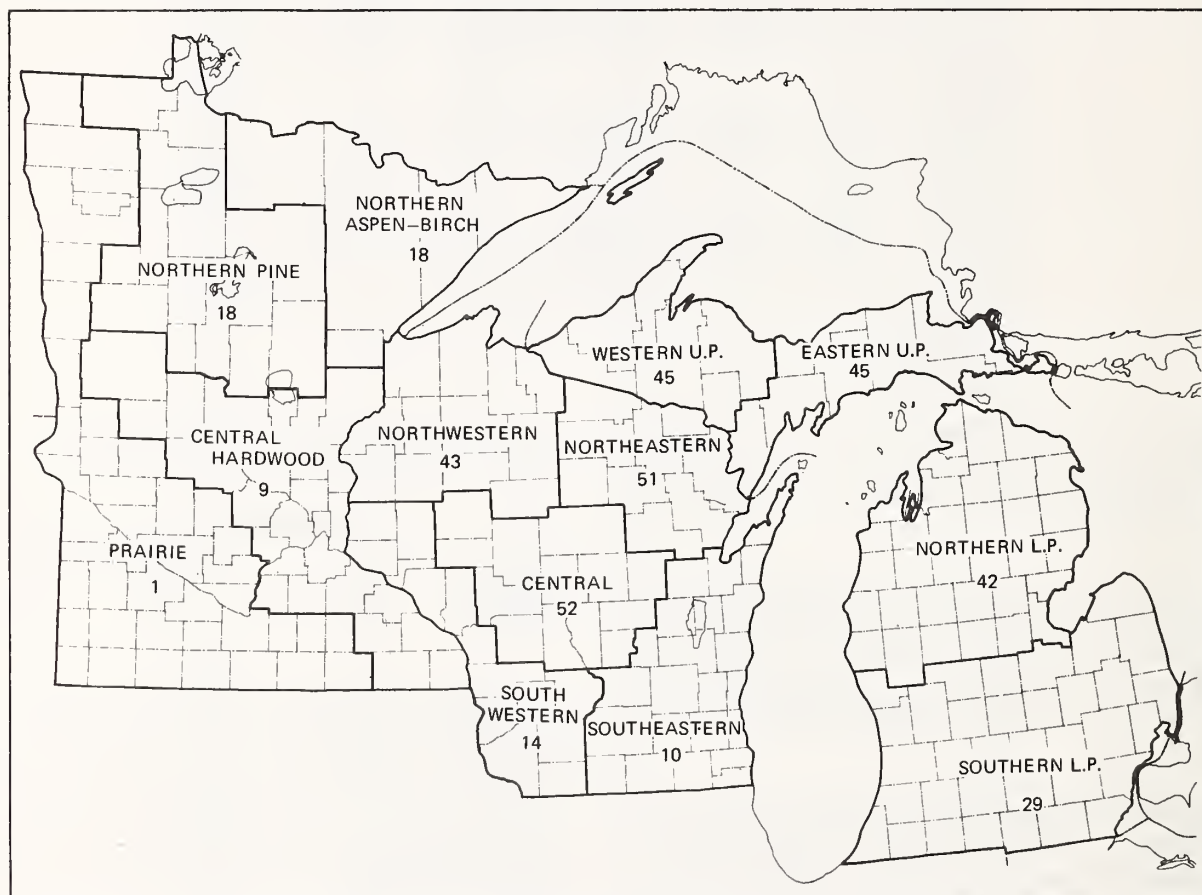 NORTHERN
ASPEN-BIRCH
18
NORTHERN PINE
18
WESTERN U.P.
45
EASTERN U.P.
45
CENTRAL
HARDWOOD
9
NORTHWESTERN
43
NORTHEASTERN
51
PRAIRIE
1
CENTRAL
52
NORTHERN L.P.
42
SOUTH
WESTERN
14
SOUTHEASTERN
10
SOUTHERN L.P.
29